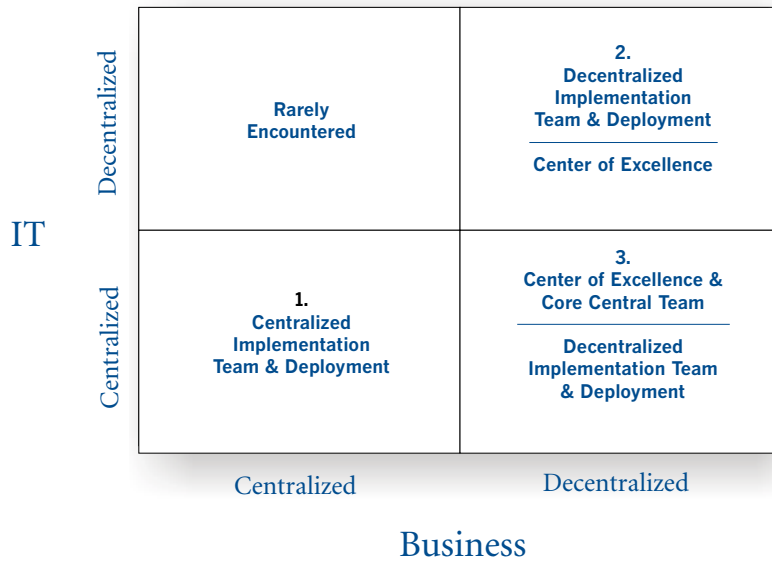 Decentralized
Rarely
Encountered
2.
Decentralized
Implementation
Team & Deployment
Center of Excellence
IT
Centralized
1.
Centralized
Implementation
Team & Deployment
3.
Center of Excellence &
Core Central Team
Decentralized
Implementation Team
& Deployment
Centralized
Decentralized
Business